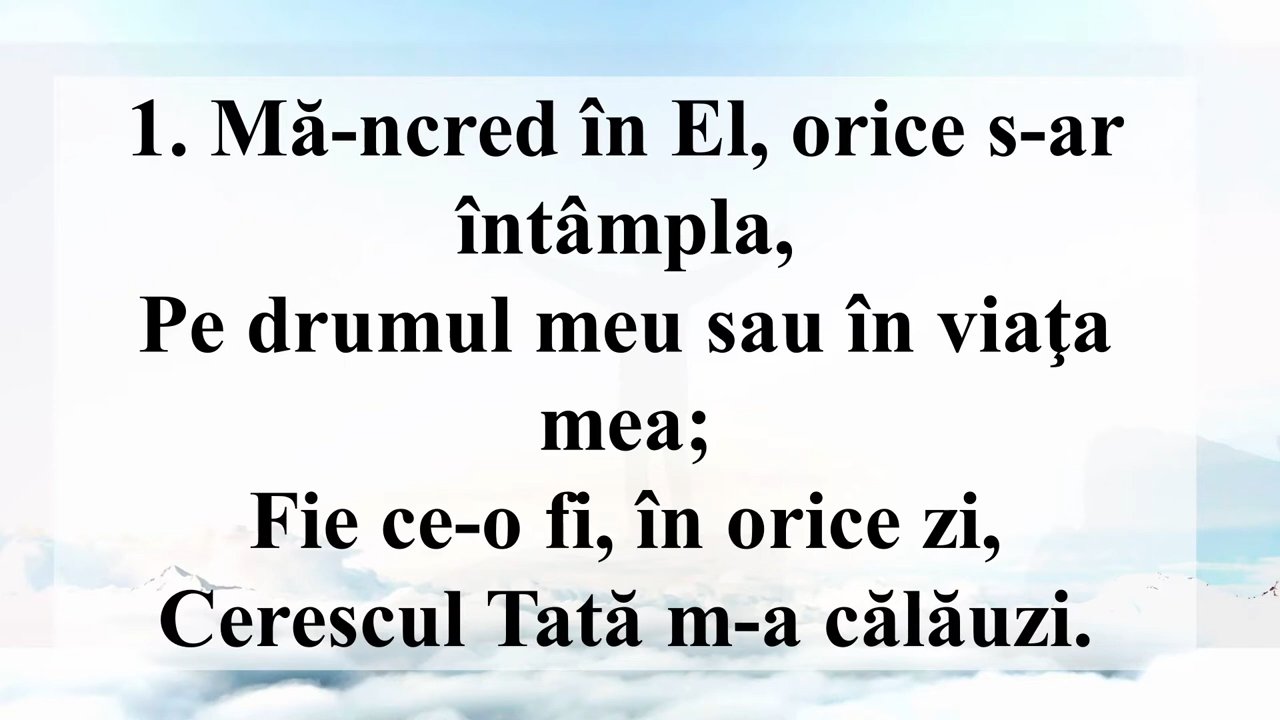 1. Mă-ncred în El, orice s-ar
întâmpla,
Pe drumul meu sau în viaţa
mea;
Fie ce-o fi, în orice zi,
Cerescul Tată m-a călăuzi.